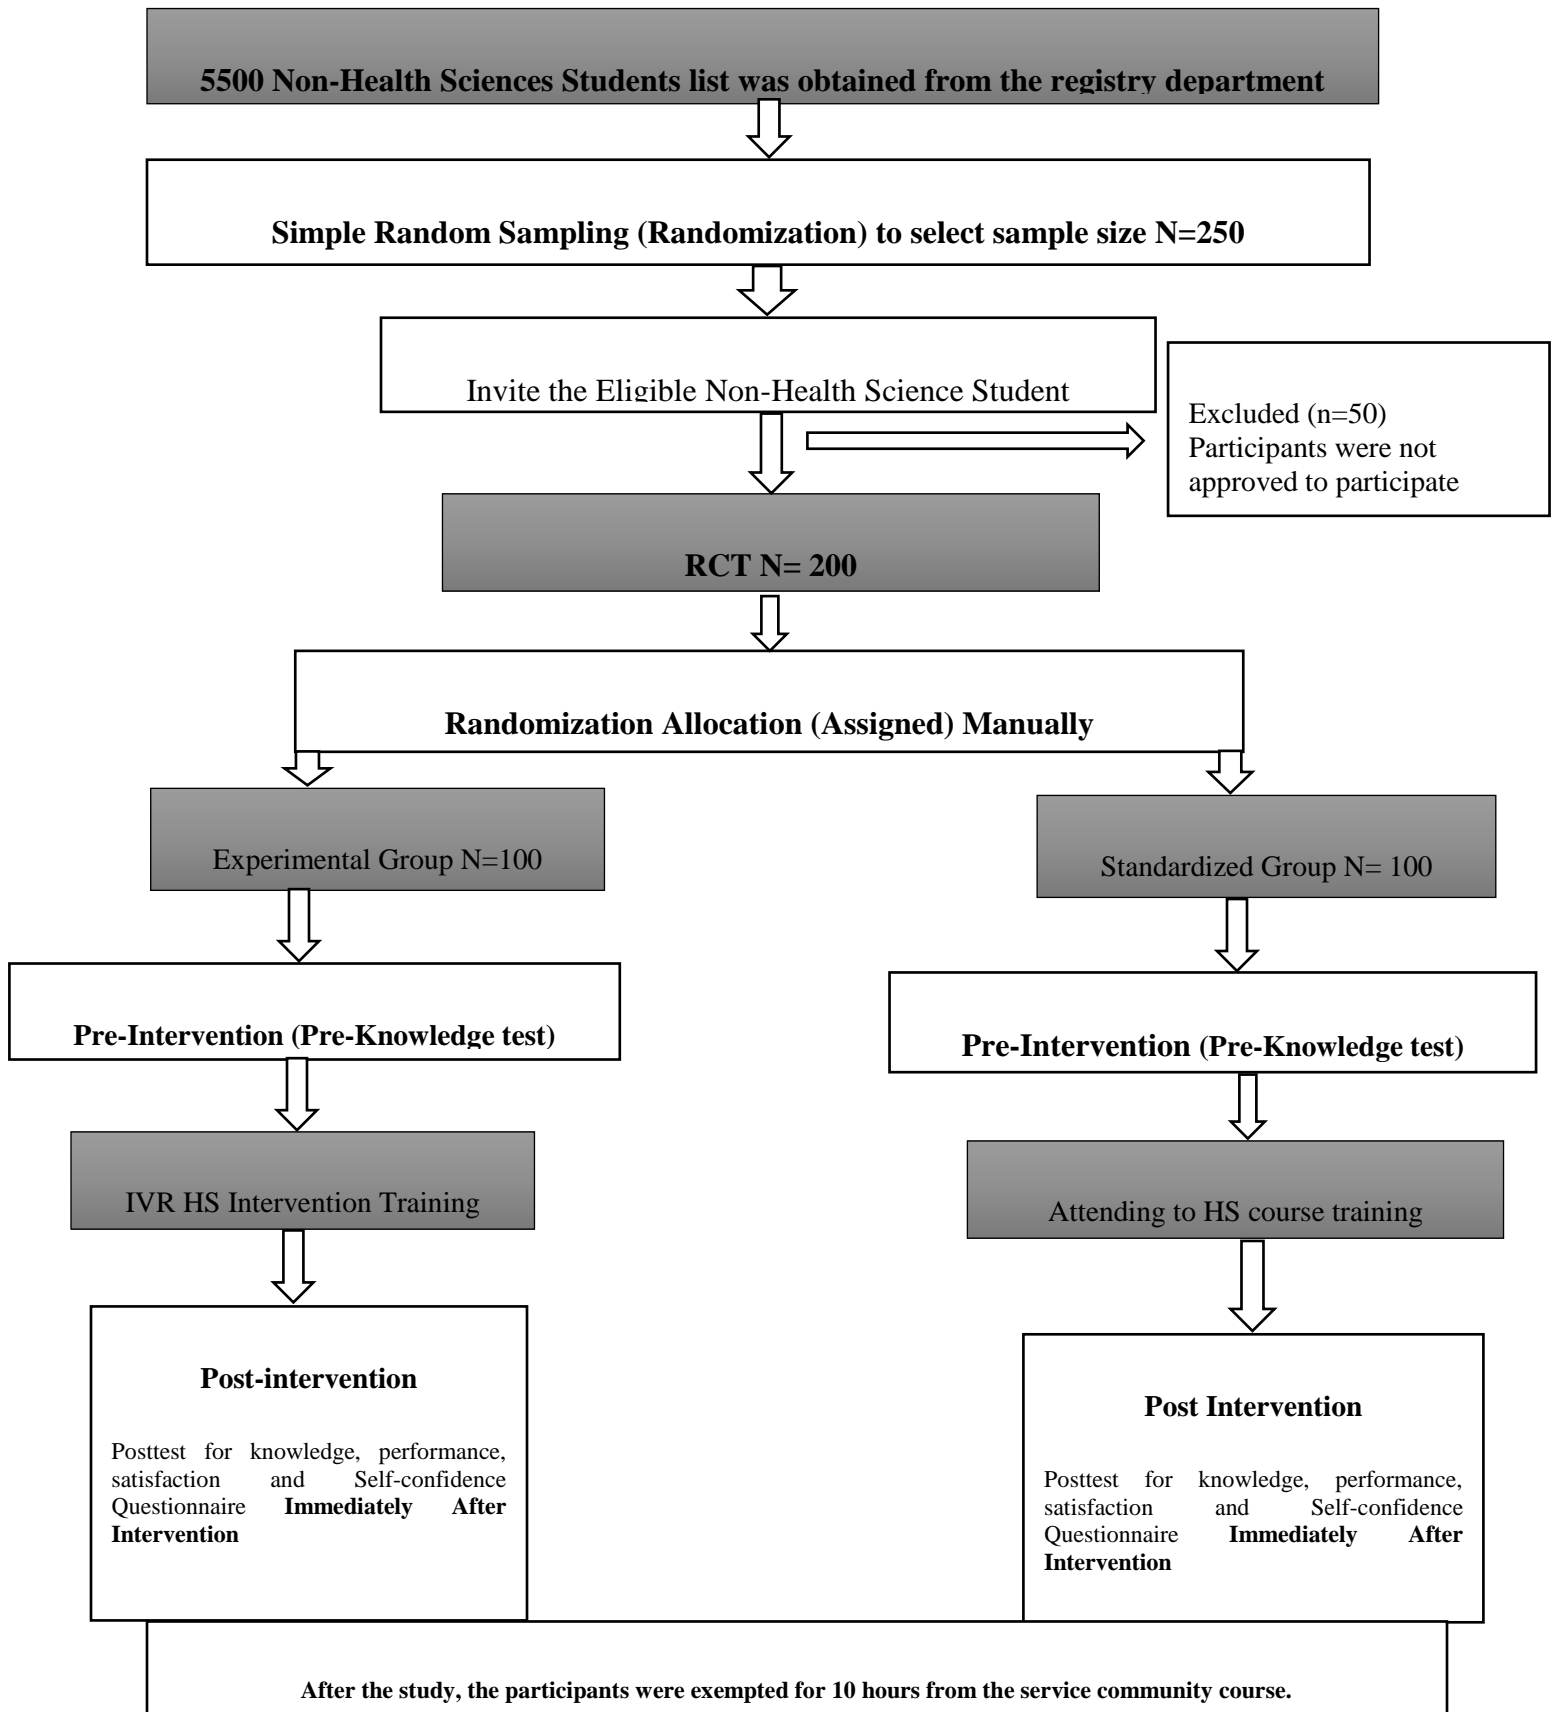 5500 Non-Health Sciences Students list was obtained from the registry department
Simple Random Sampling (Randomization) to select sample size N=250
Invite the Eligible Non-Health Science Student
Excluded (n=50)
Participants were not
approved to participate
RCT N= 200
Randomization Allocation (Assigned) Manually
Experimental Group N=100
Standardized Group N= 100
Pre-Intervention (Pre-Knowledge test)
Pre-Intervention (Pre-Knowledge test)
IVR HS Intervention Training
Attending to HS course training
Post-intervention
Posttest for knowledge, performance,
satisfaction and Self-confidence
Questionnaire Immediately After
Intervention
Post Intervention
Posttest for knowledge, performance,
satisfaction and Self-confidence
Questionnaire Immediately After
Intervention
After the study, the participants were exempted for 10 hours from the service community course.